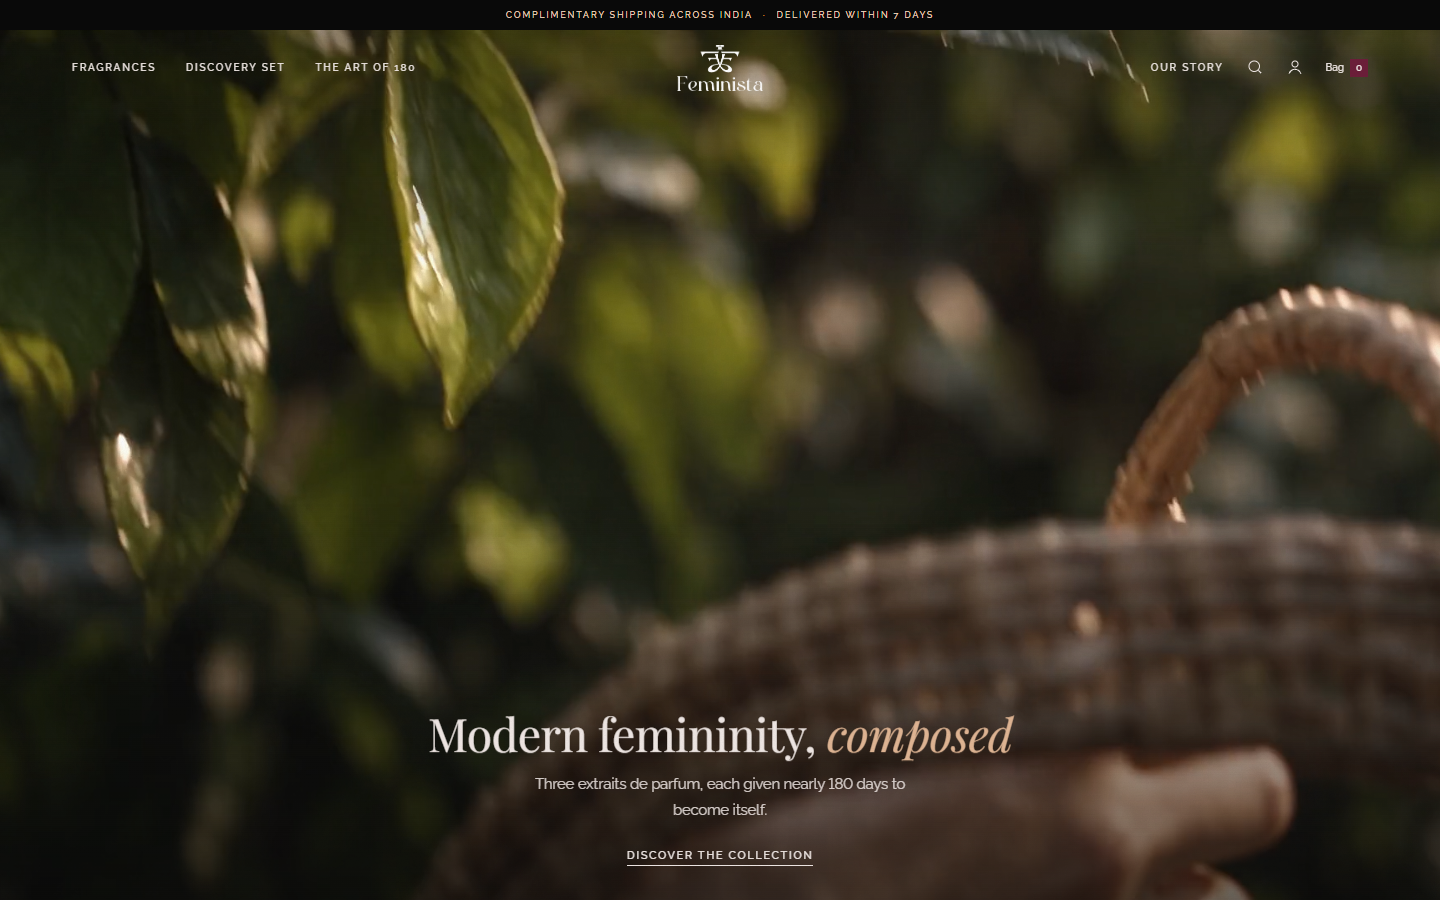 COMPLIMENTARY SHIPPING ACROSS INDIA · DELIVERED WITHIN 7 DAYS
FRAGRANCES DISCOVERY SET THE ART OF 180
Feminista
OUR STORY Bag 0
Modern femininity, composed
Three extraits de parfum, each given nearly 180 days to
become itself.
DISCOVER THE COLLECTION